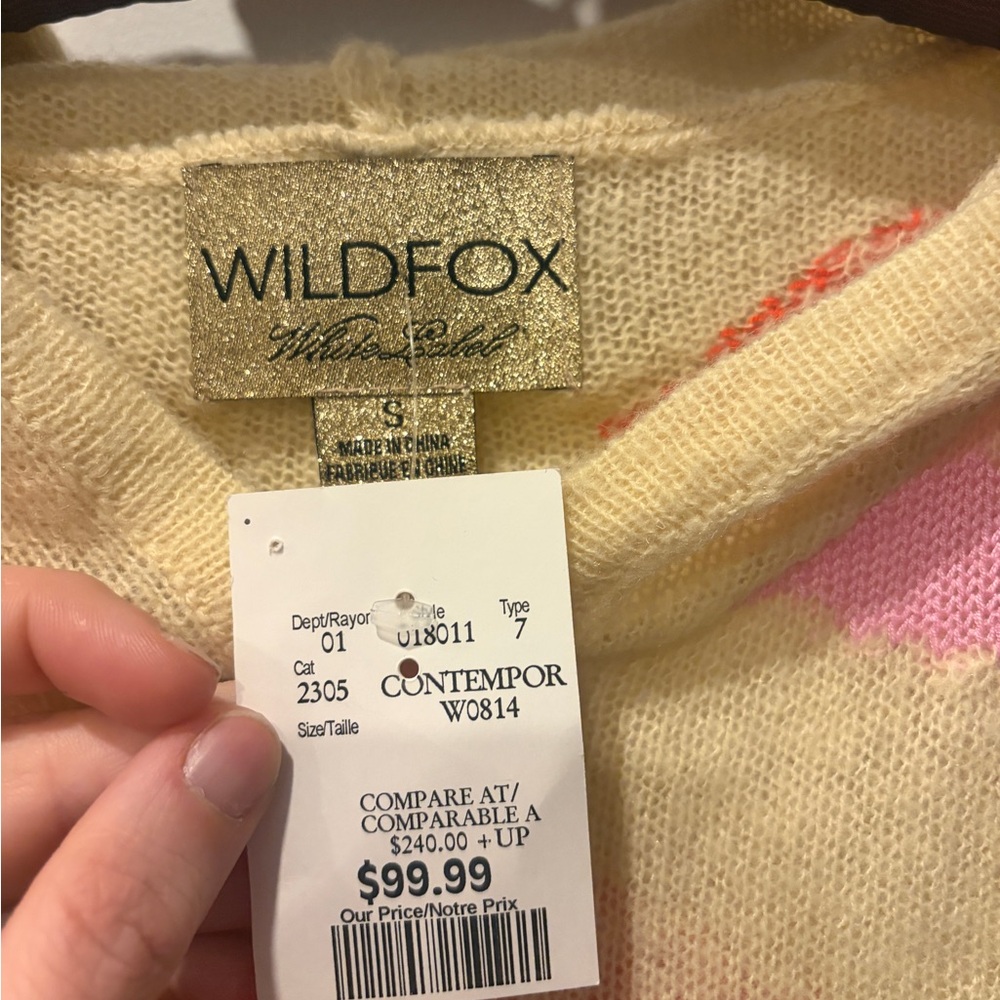 WILDFOX
White Label
S
MADE IN CHINA
FABRIQUE EN CHINE
Dept/Rayon Style Type
01 018011 7
Cat
2305 CONTEMPOR
W0814
Size/Taille
COMPARE AT/
COMPARABLE A
$240.00 + UP
$99.99
Our Price/Notre Prix